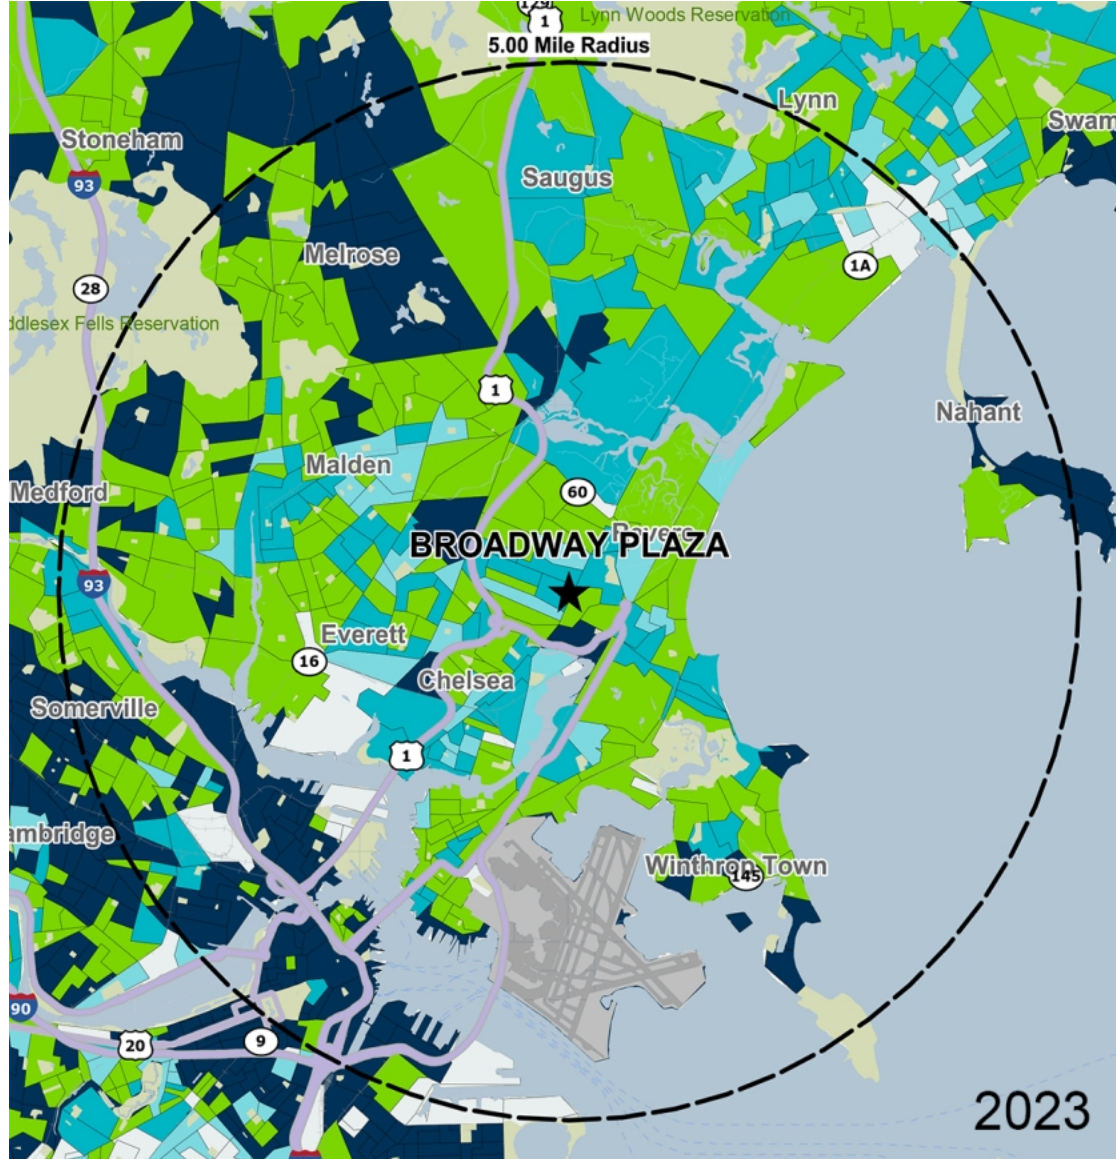 129
Lynn Woods Reservation
1
5.00 Mile Radius
Lynn
Swam
Stoneham
93
Saugus
Melrose
1A
28
ddlesex Fells Reservation
1
Nahant
Malden
Medford
60
BROADWAY PLAZA
93
Everett
16
Chelsea
Somerville
1
ambridge
Winthrop Town
145
90
20
9
2023